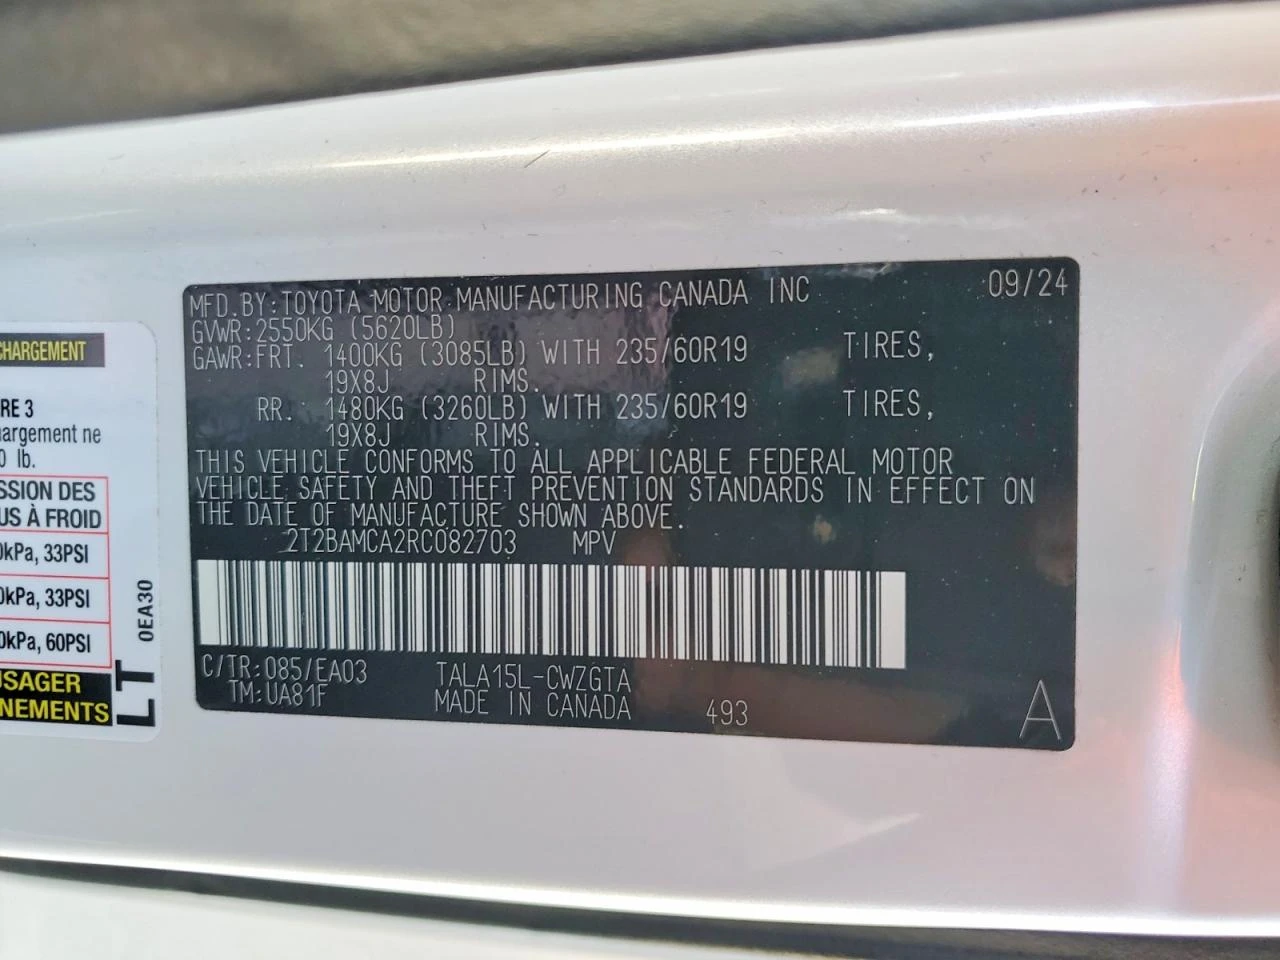 MFD.BY:TOYOTA MOTOR MANUFACTURING CANADA INC 09/24
GVWR:2550KG (5620LB)
GAWR:FRT. 1400KG (3085LB) WITH 235/60R19 TIRES,
19X8J RIMS.
RR. 1480KG (3260LB) WITH 235/60R19 TIRES,
19X8J RIMS.
THIS VEHICLE CONFORMS TO ALL APPLICABLE FEDERAL MOTOR
VEHICLE SAFETY AND THEFT PREVENTION STANDARDS IN EFFECT ON
THE DATE OF MANUFACTURE SHOWN ABOVE.
2T2BAMCA2RC082703 MPV
C/TR:085/EA03 TALA15L-CWZGTA
TM:UA81F MADE IN CANADA 493 A
CHARGEMENT
RE 3
argement ne
0 lb.
SSION DES
US À FROID
0kPa, 33PSI
0kPa, 33PSI
0kPa, 60PSI
USAGER
NEMENTS
LT 0EA30